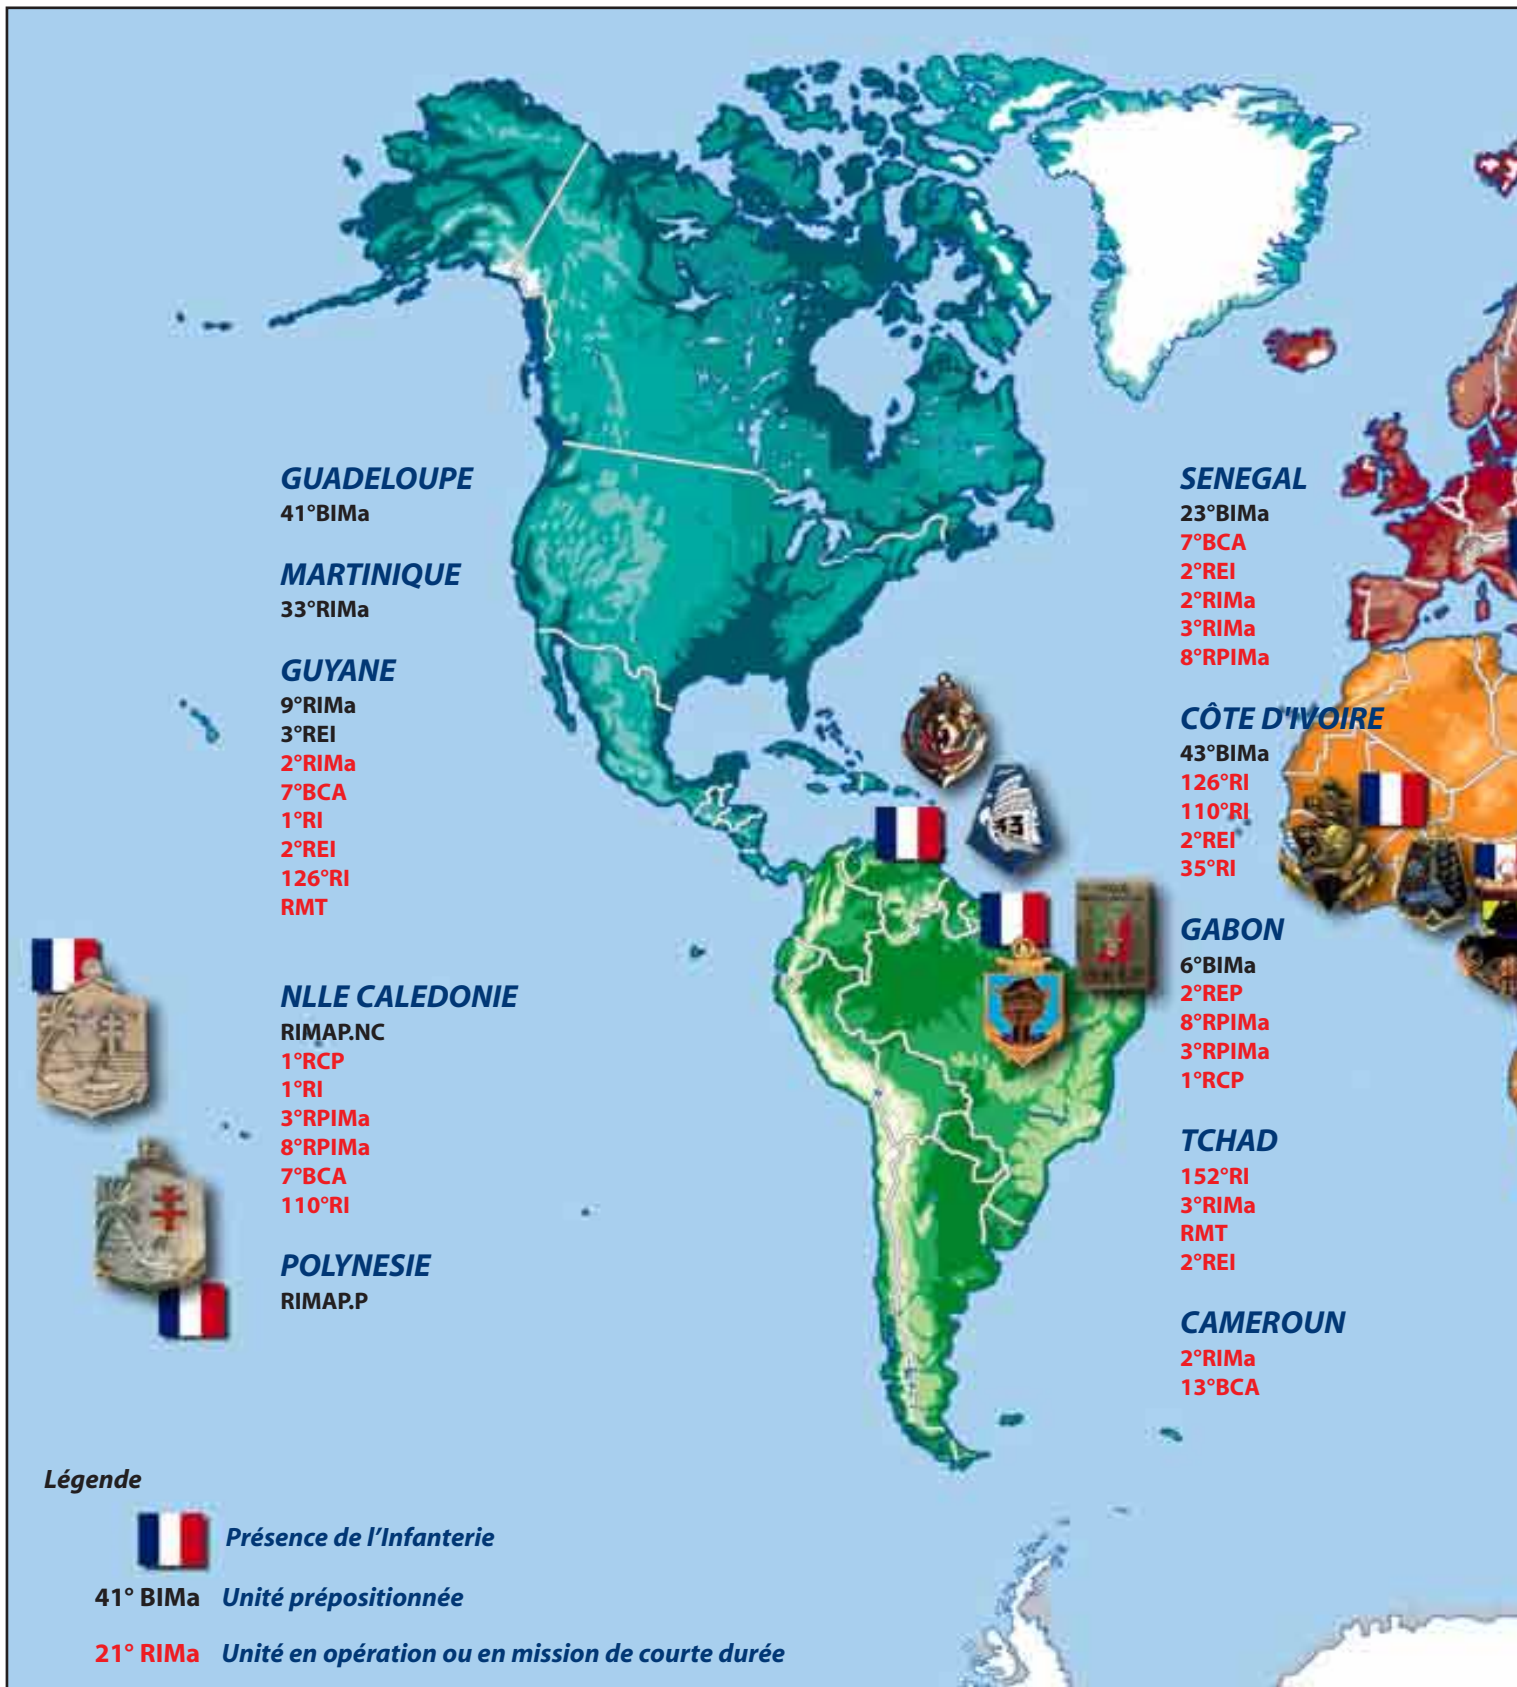 GUADELOUPE
41°BIMa
MARTINIQUE
33°RIMa
GUYANE
9°RIMa
3°REI
2°RIMa
7°BCA
1°RI
2°REI
126°RI
RMT
NLLE CALEDONIE
RIMAP.NC
1°RCP
1°RI
3°RPIMa
8°RPIMa
7°BCA
110°RI
POLYNESIE
RIMAP.P
SENEGAL
23°BIMa
7°BCA
2°REI
2°RIMa
3°RIMa
8°RPIMa
CÔTE D'IVOIRE
43°BIMa
126°RI
110°RI
2°REI
35°RI
GABON
6°BIMa
2°REP
8°RPIMa
3°RPIMa
1°RCP
TCHAD
152°RI
3°RIMa
RMT
2°REI
CAMEROUN
2°RIMa
13°BCA
Légende
Présence de l’Infanterie
41° BIMa Unité prépositionnée
21° RIMa Unité en opération ou en mission de courte durée